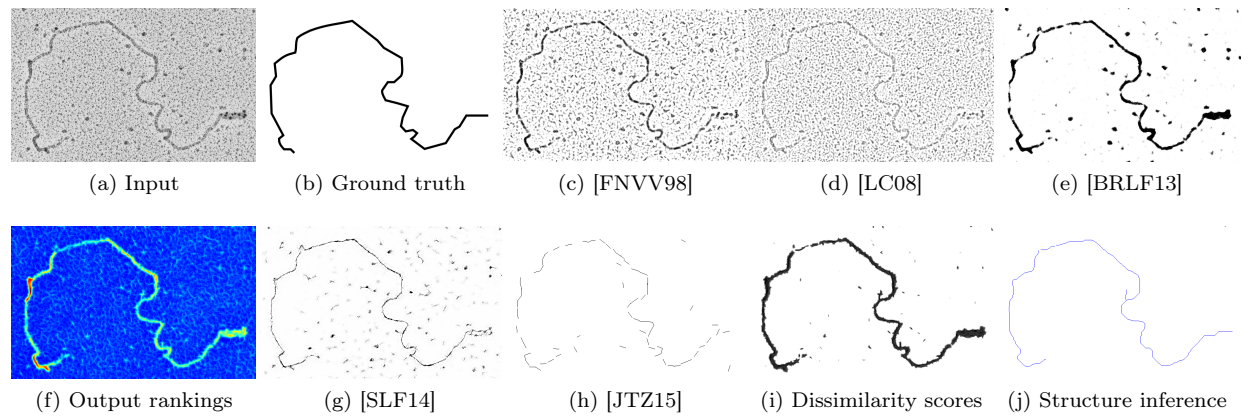 (a) Input
(b) Ground truth
(c) [FNVV98]
(d) [LC08]
(e) [BRLF13]
(f) Output rankings
(g) [SLF14]
(h) [JTZ15]
(i) Dissimilarity scores
(j) Structure inference